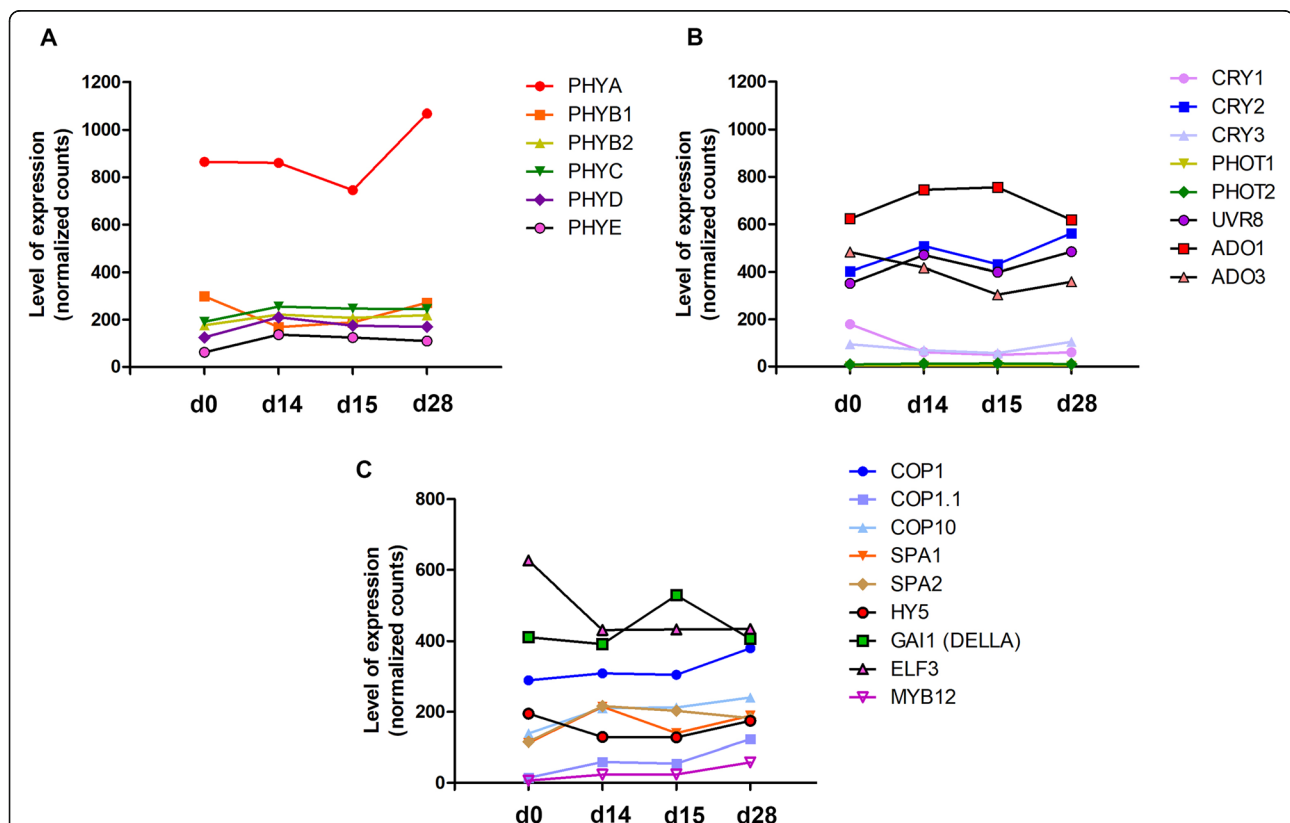 A
Level of expression
(normalized counts)
1200
1000
800
600
400
200
0
d0 d14 d15 d28
PHYA
PHYB1
PHYB2
PHYC
PHYD
PHYE
B
Level of expression
(normalized counts)
1200
1000
800
600
400
200
0
d0 d14 d15 d28
CRY1
CRY2
CRY3
PHOT1
PHOT2
UVR8
ADO1
ADO3
C
Level of expression
(normalized counts)
800
600
400
200
0
d0 d14 d15 d28
COP1
COP1.1
COP10
SPA1
SPA2
HY5
GAI1 (DELLA)
ELF3
MYB12